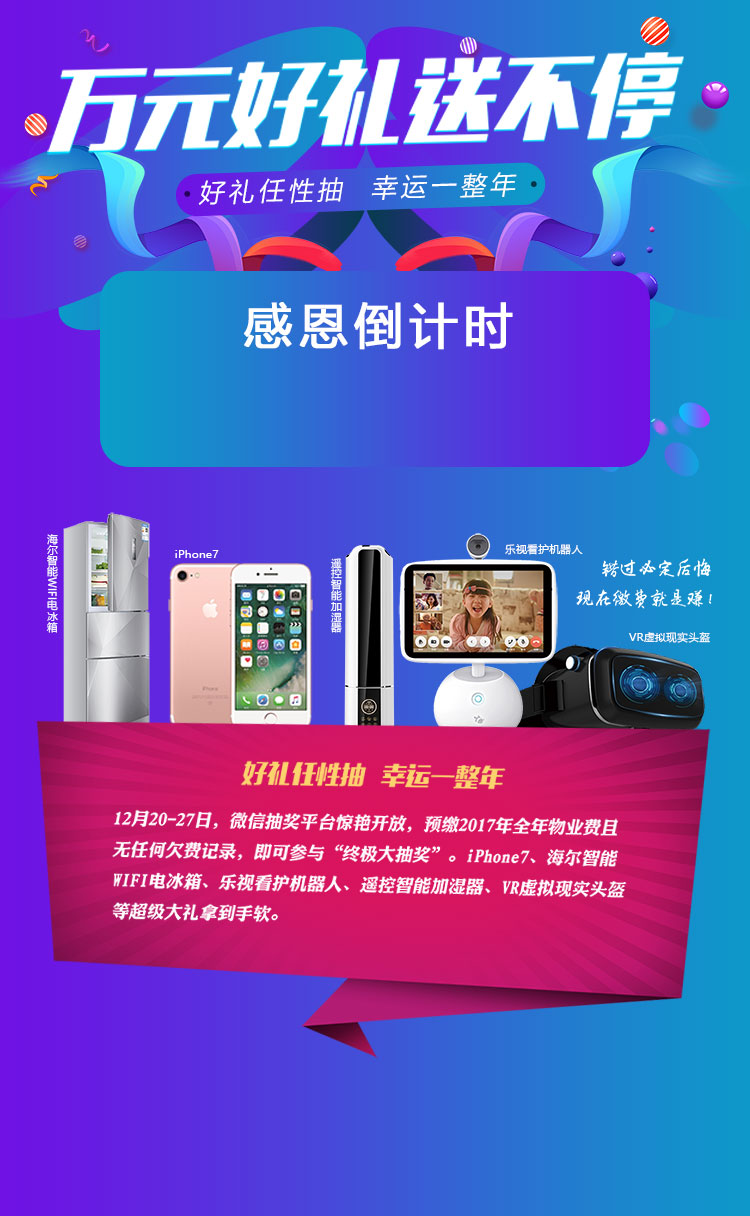 万元好礼送不停
好礼任性抽 幸运一整年
感恩倒计时
海尔智能WIFI电冰箱
iPhone7
遥控智能加湿器
乐视看护机器人
错过必定后悔
现在缴费就是赚！
VR虚拟现实头盔
好礼任性抽 幸运一整年
12月20-27日，微信抽奖平台惊艳开放，预缴2017年全年物业费且
无任何欠费记录，即可参与“终极大抽奖”。iPhone7、海尔智能
WIFI电冰箱、乐视看护机器人、遥控智能加湿器、VR虚拟现实头盔
等超级大礼拿到手软。